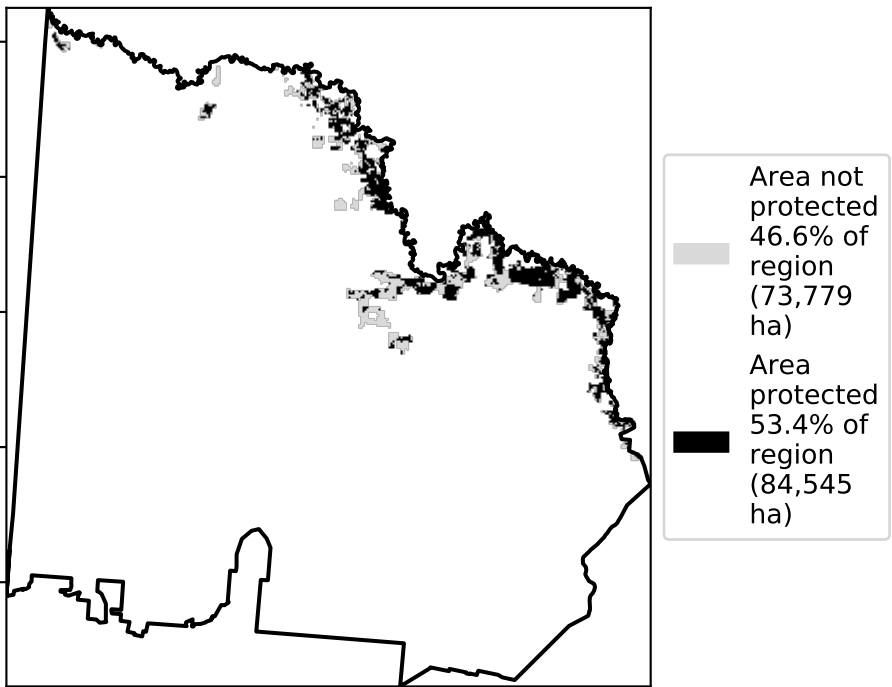 Area not
protected
46.6% of
region
(73,779
ha)
Area
protected
53.4% of
region
(84,545
ha)